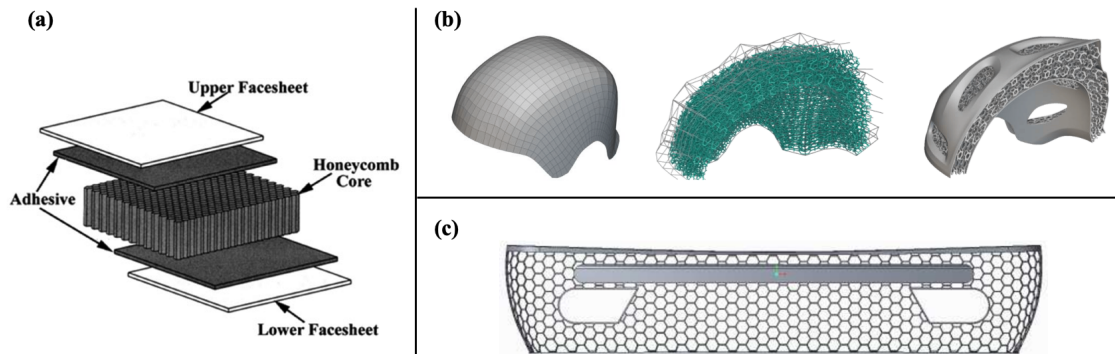 (a)
Upper Facesheet
Honeycomb
Core
Adhesive
Lower Facesheet
(b)
(c)